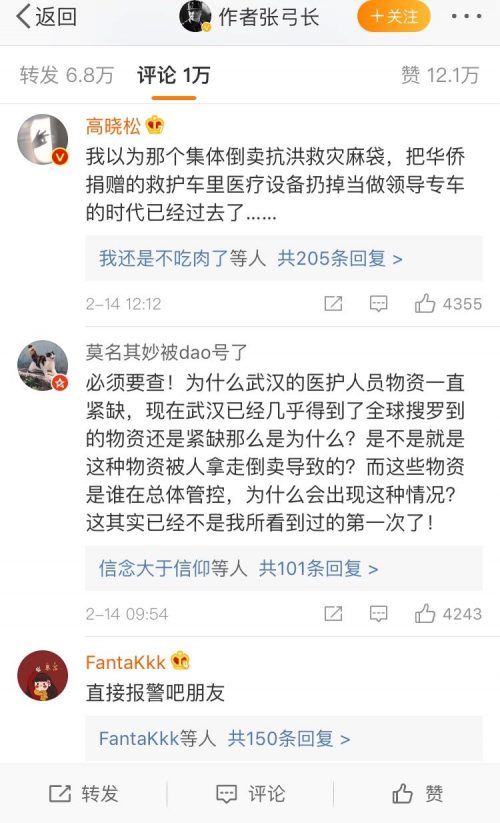 返回
作者张弓长
＋关注
转发 6.8万
评论 1万
赞 12.1万
高晓松
我以为那个集体倒卖抗洪救灾麻袋，把华侨
捐赠的救护车里医疗设备扔掉当做领导专车
的时代已经过去了......
我还是不吃肉了等人 共205条回复 >
2-14 12:12
4355
莫名其妙被dao号了
必须要查！为什么武汉的医护人员物资一直
紧缺，现在武汉已经几乎得到了全球搜罗到
的物资还是紧缺那么是为什么？是不是就是
这种物资被人拿走倒卖导致的？而这些物资
是谁在总体管控，为什么会出现这种情况？
这其实已经不是我所看到过的第一次了！
信念大于信仰等人 共101条回复 >
2-14 09:54
4243
FantaKkk
直接报警吧朋友
FantaKkk等人 共150条回复 >
转发
评论
赞